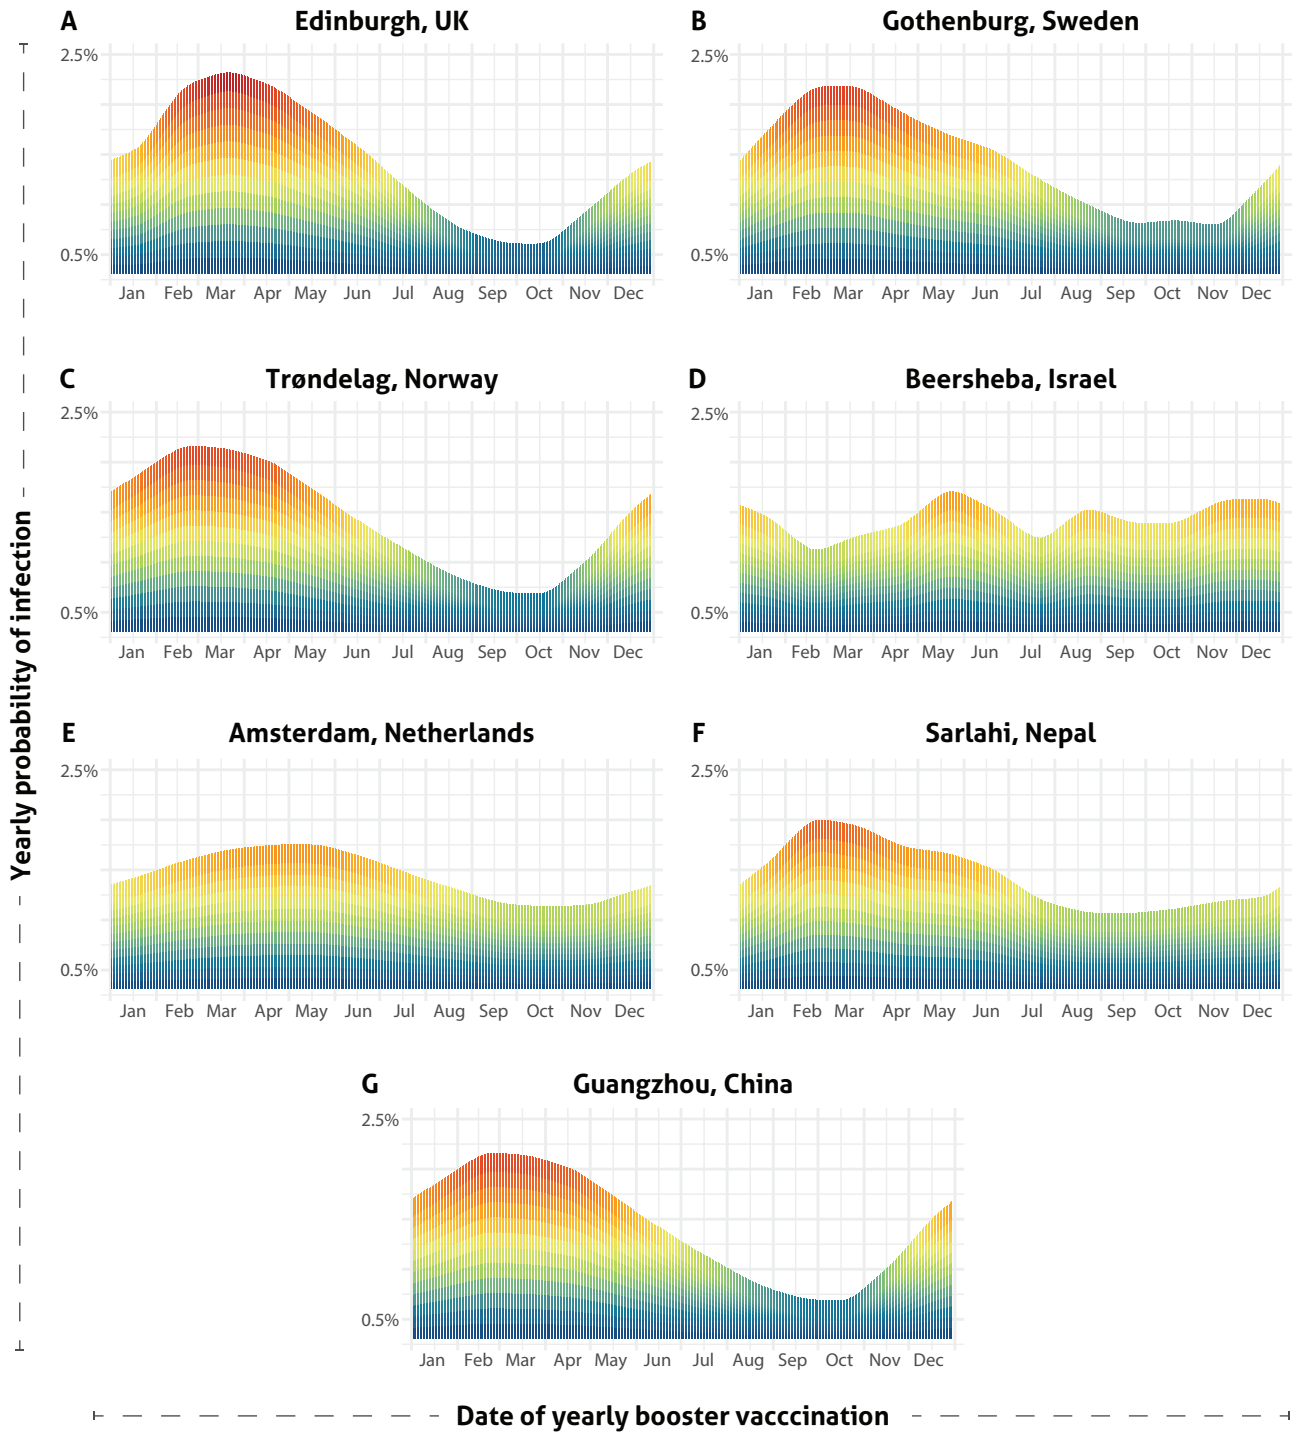 A Edinburgh, UK
2.5%
0.5%
Jan Feb Mar Apr May Jun Jul Aug Sep Oct Nov Dec
B Gothenburg, Sweden
2.5%
0.5%
Jan Feb Mar Apr May Jun Jul Aug Sep Oct Nov Dec
C Trøndelag, Norway
2.5%
0.5%
Jan Feb Mar Apr May Jun Jul Aug Sep Oct Nov Dec
D Beersheba, Israel
2.5%
0.5%
Jan Feb Mar Apr May Jun Jul Aug Sep Oct Nov Dec
E Amsterdam, Netherlands
2.5%
0.5%
Jan Feb Mar Apr May Jun Jul Aug Sep Oct Nov Dec
F Sarlahi, Nepal
2.5%
0.5%
Jan Feb Mar Apr May Jun Jul Aug Sep Oct Nov Dec
G Guangzhou, China
2.5%
0.5%
Jan Feb Mar Apr May Jun Jul Aug Sep Oct Nov Dec
Yearly probability of infection
Date of yearly booster vacccination